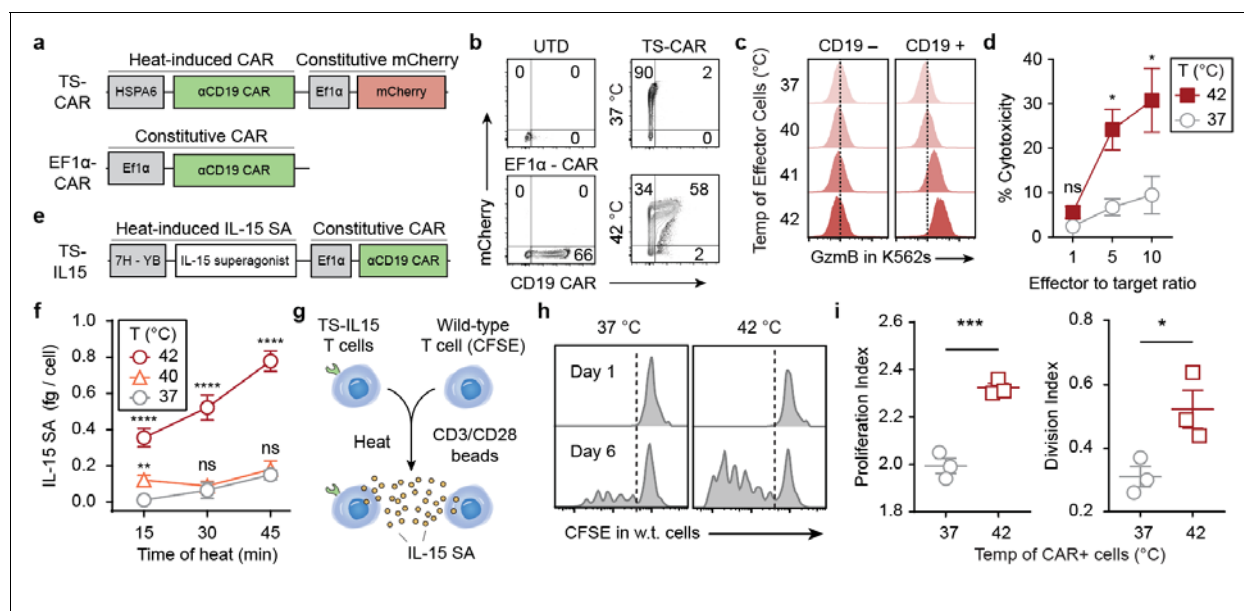 a
Heat-induced CAR
Constitutive mCherry
TS-
CAR
HSPA6
αCD19 CAR
Ef1α
mCherry
Constitutive CAR
EF1α-
CAR
Ef1α
αCD19 CAR
b
UTD
TS-CAR
0
0
0
90
2
0
37 °C
EF1α - CAR
0
0
66
34
58
2
42 °C
mCherry
CD19 CAR
c
CD19 –
CD19 +
Temp of Effector Cells (°C)
37
40
41
42
GzmB in K562s
d
% Cytotoxicity
40
30
20
10
0
ns
*
*
T (°C)
42
37
1
5
10
Effector to target ratio
e
Heat-induced IL-15 SA
Constitutive CAR
TS-
IL15
7H - YB
IL-15 superagonist
Ef1α
αCD19 CAR
f
IL-15 SA (fg / cell)
1.0
0.8
0.6
0.4
0.2
0.0
T (°C)
42
40
37
****
****
****
**
ns
ns
15
30
45
Time of heat (min)
g
TS-IL15
T cells
Wild-type
T cell (CFSE)
Heat
CD3/CD28
beads
IL-15 SA
h
37 °C
42 °C
Day 1
Day 6
CFSE in w.t. cells
i
Proliferation Index
2.6
2.4
2.2
2.0
1.8
***
37
42
Division Index
0.8
0.6
0.4
0.2
*
37
42
Temp of CAR+ cells (°C)